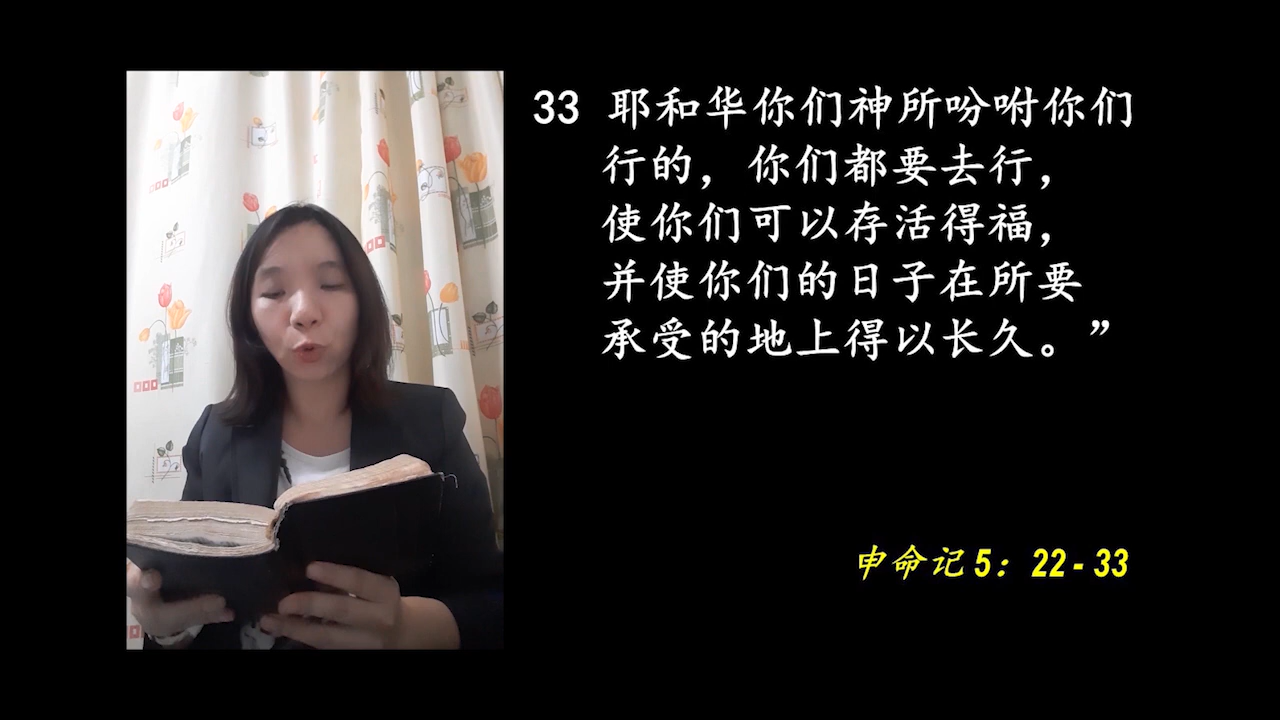 33 耶和华你们神所吩咐你们
行的，你们都要去行，
使你们可以存活得福，
并使你们的日子在所要
承受的地上得以长久。”
申命记 5：22 - 33